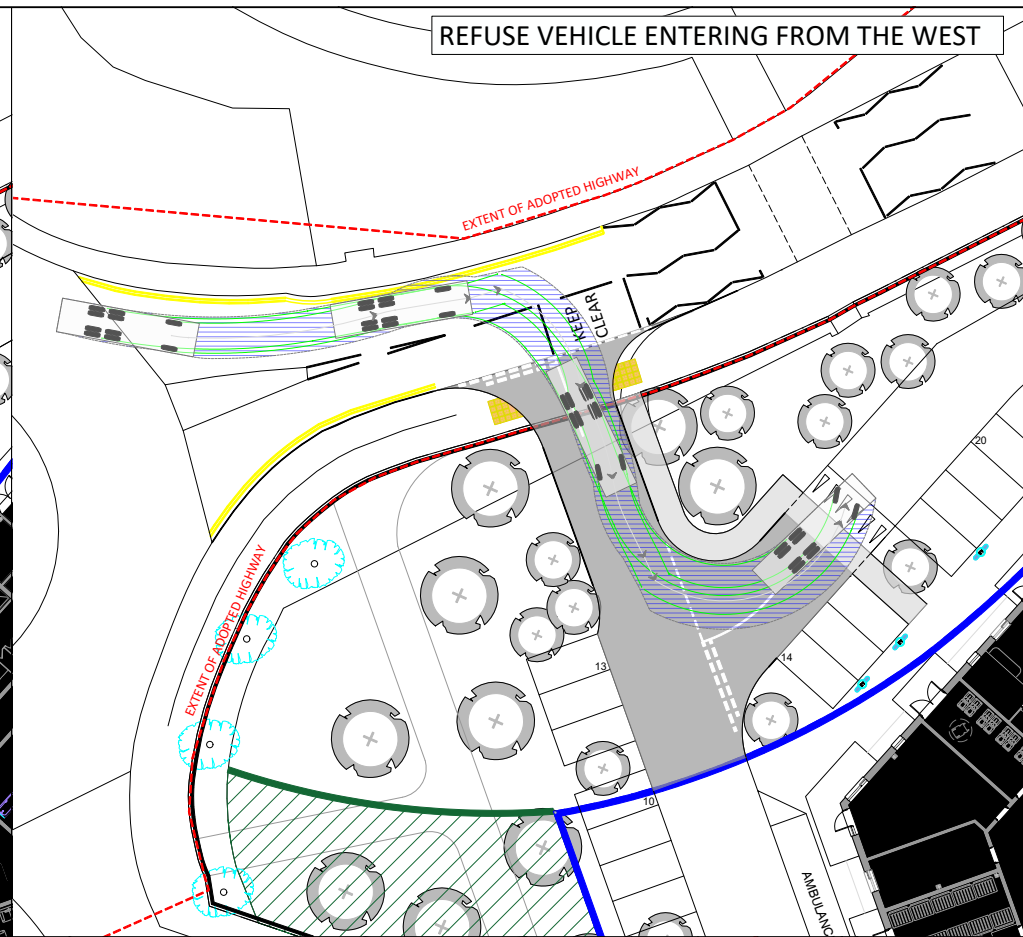 REFUSE VEHICLE ENTERING FROM THE WEST
EXTENT OF ADOPTED HIGHWAY
KEEP
CLEAR
20
EXTENT OF ADOPTED HIGHWAY
13
14
10
AMBULANC